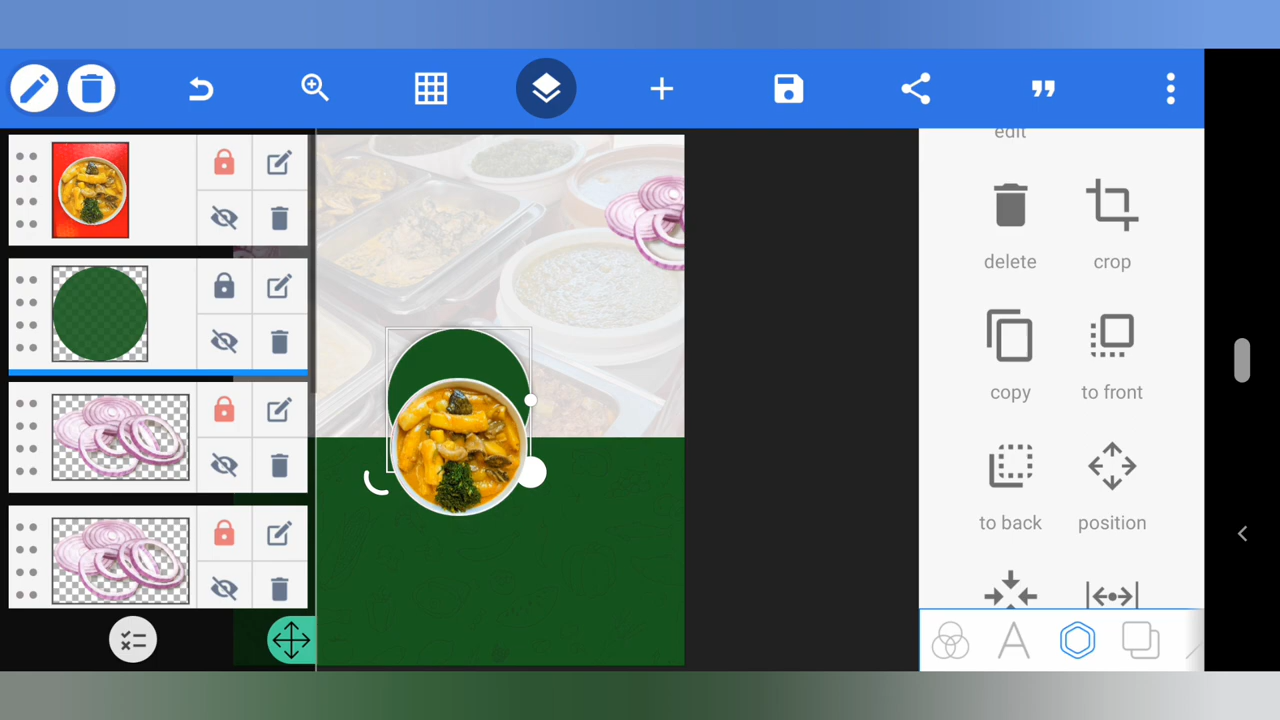 edit
delete
crop
copy
to front
to back
position